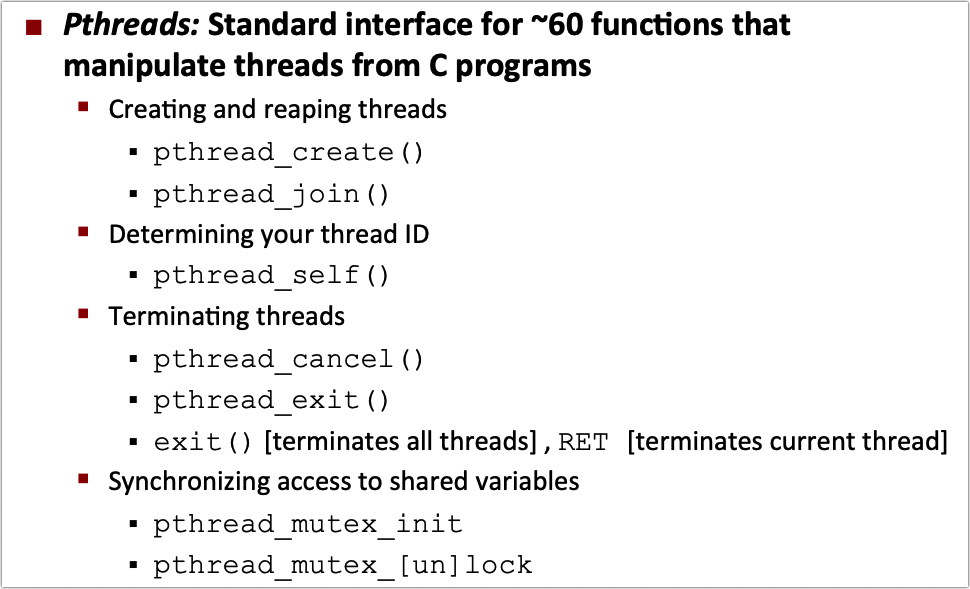 Pthreads: Standard interface for ~60 functions that
manipulate threads from C programs
Creating and reaping threads
pthread_create()
pthread_join()
Determining your thread ID
pthread_self()
Terminating threads
pthread_cancel()
pthread_exit()
exit() [terminates all threads] , RET [terminates current thread]
Synchronizing access to shared variables
pthread_mutex_init
pthread_mutex_[un]lock